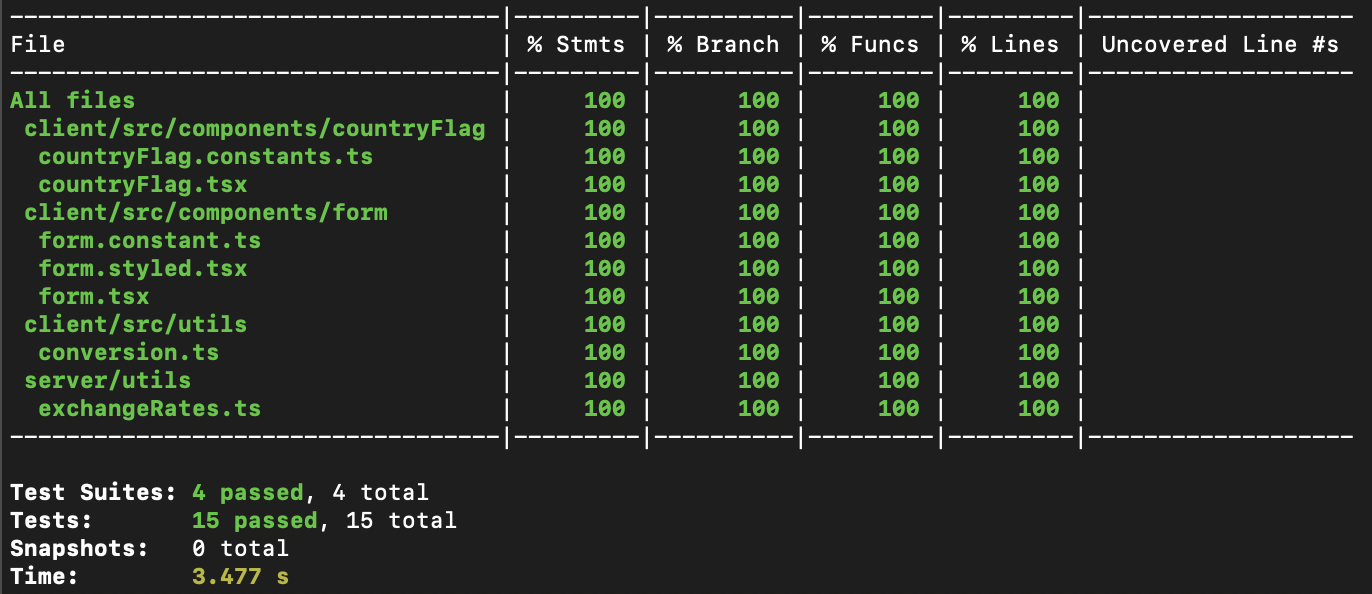 ---------------------------------------|----------|----------|----------|----------|-------------------
File                                   | % Stmts | % Branch | % Funcs | % Lines | Uncovered Line #s
-----------------------------------|---------|----------|---------|---------|-------------------
All files                          |     100 |      100 |     100 |     100 |
 client/src/components/countryFlag |     100 |      100 |     100 |     100 |
  countryFlag.constants.ts         |     100 |      100 |     100 |     100 |
  countryFlag.tsx                  |     100 |      100 |     100 |     100 |
 client/src/components/form        |     100 |      100 |     100 |     100 |
  form.constant.ts                 |     100 |      100 |     100 |     100 |
  form.styled.tsx                  |     100 |      100 |     100 |     100 |
  form.tsx                         |     100 |      100 |     100 |     100 |
 client/src/utils                  |     100 |      100 |     100 |     100 |
  conversion.ts                    |     100 |      100 |     100 |     100 |
 server/utils                      |     100 |      100 |     100 |     100 |
  exchangeRates.ts                 |     100 |      100 |     100 |     100 |
-----------------------------------|---------|----------|---------|---------|-------------------
Test Suites: 4 passed, 4 total
Tests:       15 passed, 15 total
Snapshots:   0 total
Time:        3.477 s